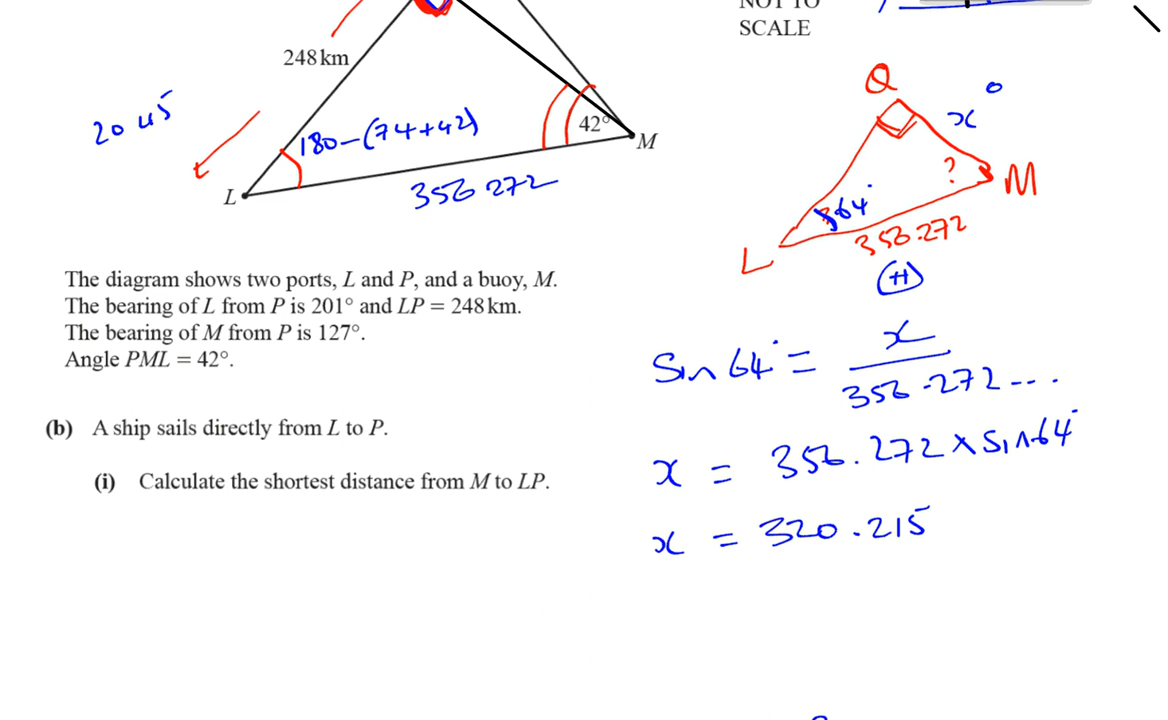 NOT TO
SCALE
248 km
20 45
180-(74+42)
42°
M
L
356 272
Q
x
o
?
M
64°
L
356.272
(H)
The diagram shows two ports, L and P, and a buoy, M.
The bearing of L from P is 201° and LP = 248 km.
The bearing of M from P is 127°.
Angle PML = 42°.
Sin 64° = x / 356.272...
(b) A ship sails directly from L to P.
x = 356.272 x Sin 64°
(i) Calculate the shortest distance from M to LP.
x = 320.215